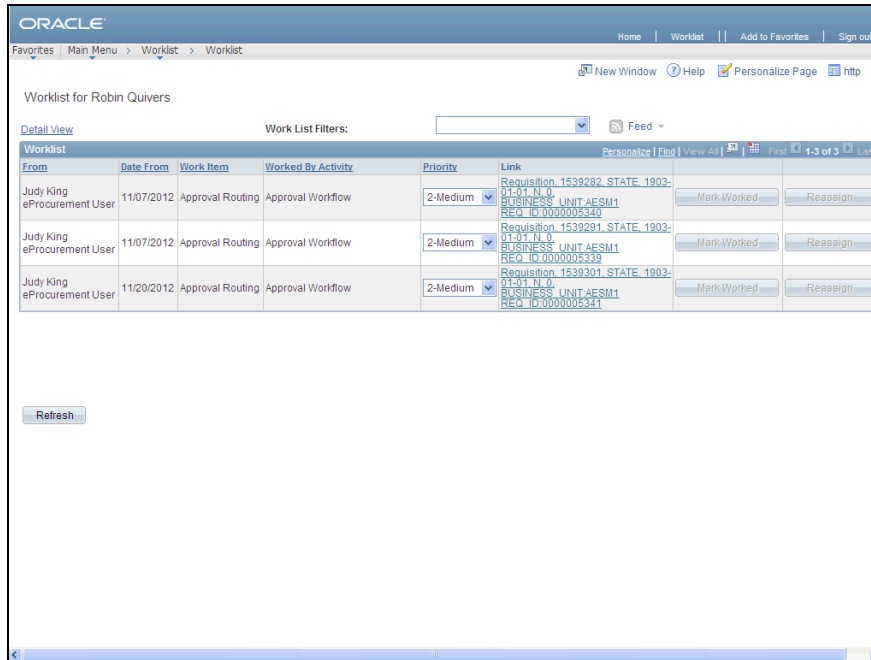 ORACLE
Home | Worklist | | Add to Favorites | Sign out
Favorites | Main Menu > Worklist > Worklist
New Window Help Personalize Page http
Worklist for Robin Quivers
Detail View Work List Filters: Feed
Worklist Personalize | Find | View All | | First 1-3 of 3 Las
From Date From Work Item Worked By Activity Priority Link
Judy King
eProcurement User 11/07/2012 Approval Routing Approval Workflow 2-Medium
Requisition, 1539282, STATE, 1903-
01-01, N, 0,
BUSINESS_UNIT:AESM1
REQ_ID:0000005340
Mark Worked Reassign
Judy King
eProcurement User 11/07/2012 Approval Routing Approval Workflow 2-Medium
Requisition, 1539291, STATE, 1903-
01-01, N, 0,
BUSINESS_UNIT:AESM1
REQ_ID:0000005339
Mark Worked Reassign
Judy King
eProcurement User 11/20/2012 Approval Routing Approval Workflow 2-Medium
Requisition, 1539301, STATE, 1903-
01-01, N, 0,
BUSINESS_UNIT:AESM1
REQ_ID:0000005341
Mark Worked Reassign
Refresh